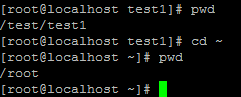 [root@localhost test1]# pwd
/test/test1
[root@localhost test1]# cd ~
[root@localhost ~]# pwd
/root
[root@localhost ~]#